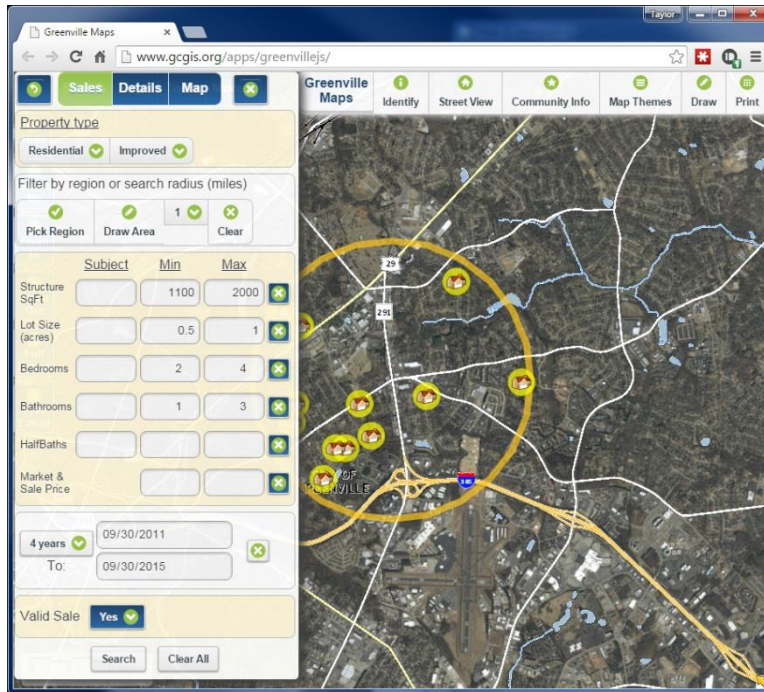 Taylor
Greenville Maps
www.gcgis.org/apps/greenvillejs/
Sales Details Map
Greenville Maps
Identify
Street View
Community Info
Map Themes
Draw
Print
Property type
Residential Improved
Filter by region or search radius (miles)
1
Pick Region Draw Area Clear
Subject Min Max
Structure SqFt 1100 2000
Lot Size (acres) 0.5 1
Bedrooms 2 4
Bathrooms 1 3
HalfBaths
Market & Sale Price
4 years 09/30/2011
To: 09/30/2015
Valid Sale Yes
Search Clear All
29
291
385
OF